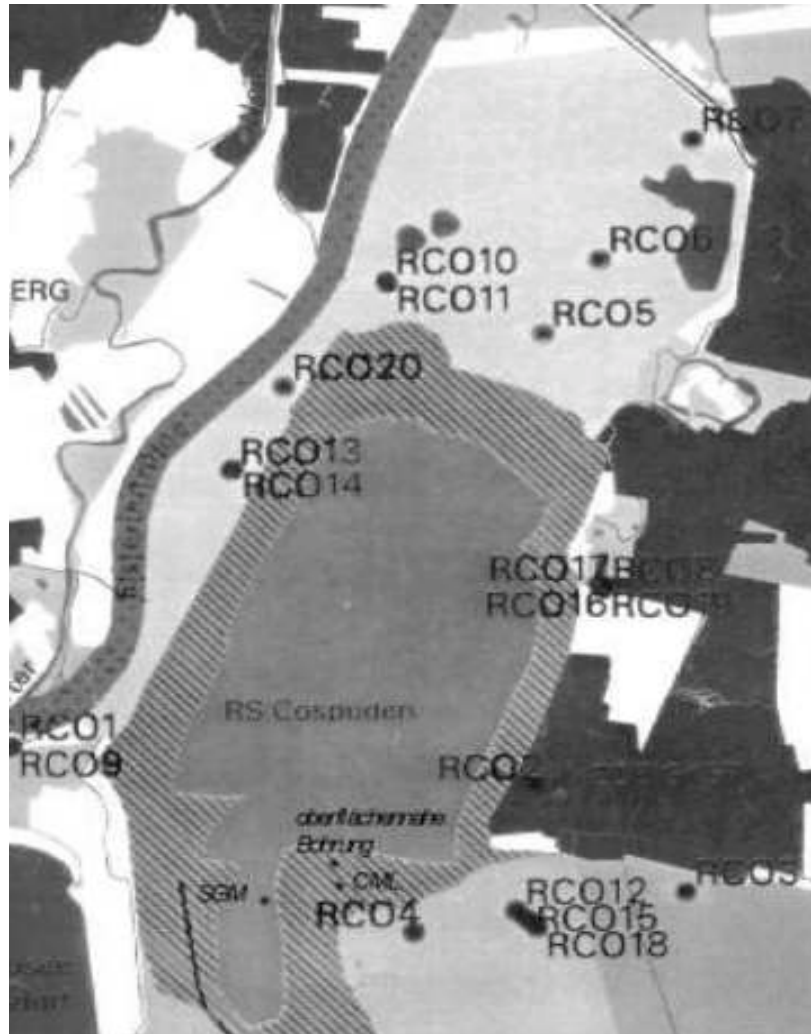 RCO7
RCO6
RCO10
RCO11
ERG
RCO5
RCO13
RCO14
RCO17
RCO16
RS Cospuden
RCO1
RCO9
RCO2
oberflächennahe
Bohrung
CML
SGM
RCO3
RCO12
RCO4
RCO15
RCO18